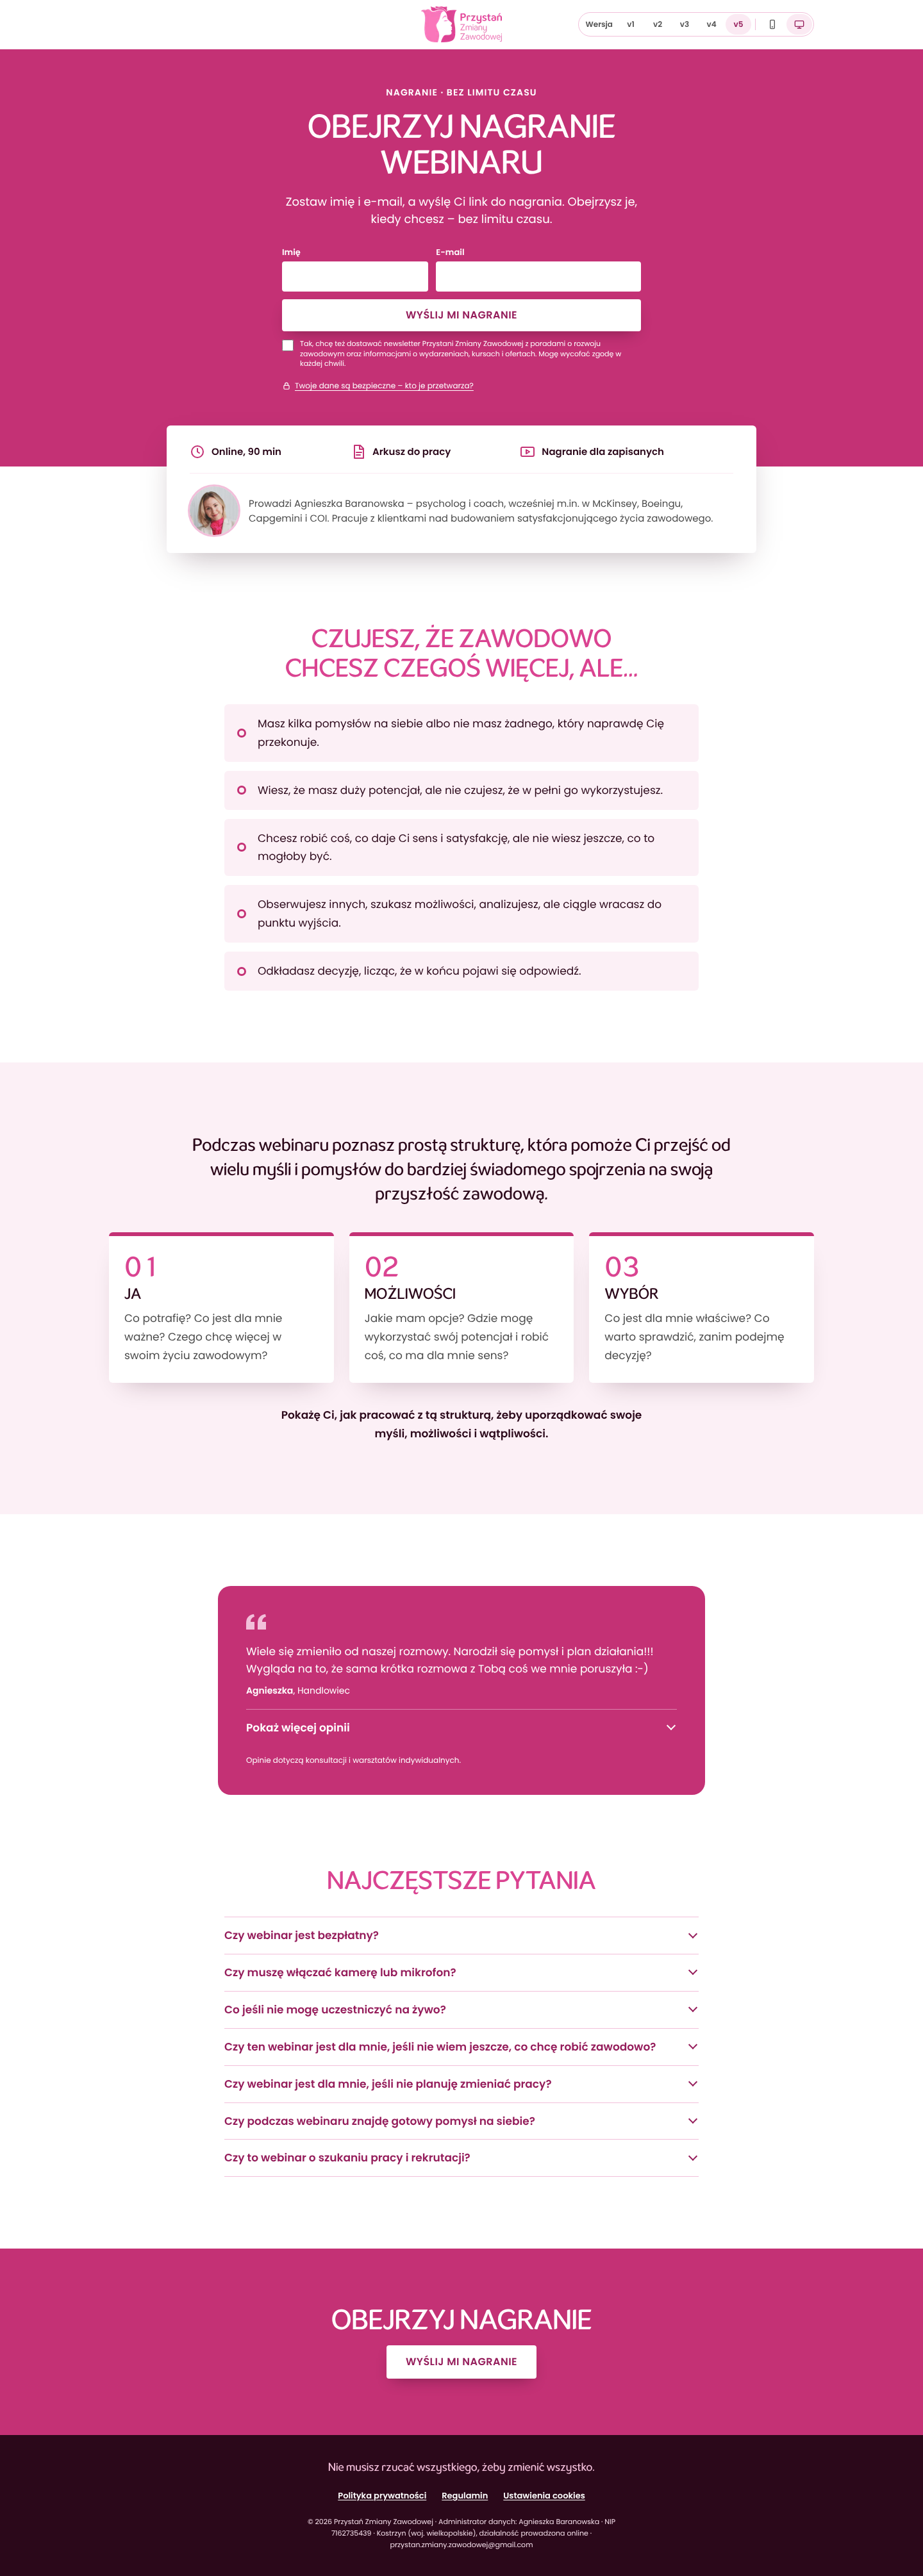 Przystań
Zmiany
Zawodowej
Wersja v1 v2 v3 v4 v5
NAGRANIE · BEZ LIMITU CZASU
OBEJRZYJ NAGRANIE
WEBINARU
Zostaw imię i e-mail, a wyślę Ci link do nagrania. Obejrzysz je,
kiedy chcesz – bez limitu czasu.
Imię
E-mail
WYŚLIJ MI NAGRANIE
Tak, chcę też dostawać newsletter Przystani Zmiany Zawodowej z poradami o rozwoju
zawodowym oraz informacjami o wydarzeniach, kursach i ofertach. Mogę wycofać zgodę w
każdej chwili.
Twoje dane są bezpieczne – kto je przetwarza?
Online, 90 min
Arkusz do pracy
Nagranie dla zapisanych
Prowadzi Agnieszka Baranowska – psycholog i coach, wcześniej m.in. w McKinsey, Boeingu,
Capgemini i COI. Pracuje z klientkami nad budowaniem satysfakcjonującego życia zawodowego.
CZUJESZ, ŻE ZAWODOWO
CHCESZ CZEGOŚ WIĘCEJ, ALE...
Masz kilka pomysłów na siebie albo nie masz żadnego, który naprawdę Cię
przekonuje.
Wiesz, że masz duży potencjał, ale nie czujesz, że w pełni go wykorzystujesz.
Chcesz robić coś, co daje Ci sens i satysfakcję, ale nie wiesz jeszcze, co to
mogłoby być.
Obserwujesz innych, szukasz możliwości, analizujesz, ale ciągle wracasz do
punktu wyjścia.
Odkładasz decyzję, licząc, że w końcu pojawi się odpowiedź.
Podczas webinaru poznasz prostą strukturę, która pomoże Ci przejść od
wielu myśli i pomysłów do bardziej świadomego spojrzenia na swoją
przyszłość zawodową.
01
JA
Co potrafię? Co jest dla mnie
ważne? Czego chcę więcej w
swoim życiu zawodowym?
02
MOŻLIWOŚCI
Jakie mam opcje? Gdzie mogę
wykorzystać swój potencjał i robić
coś, co ma dla mnie sens?
03
WYBÓR
Co jest dla mnie właściwe? Co
warto sprawdzić, zanim podejmę
decyzję?
Pokażę Ci, jak pracować z tą strukturą, żeby uporządkować swoje
myśli, możliwości i wątpliwości.
Wiele się zmieniło od naszej rozmowy. Narodził się pomysł i plan działania!!!
Wygląda na to, że sama krótka rozmowa z Tobą coś we mnie poruszyła :-)
Agnieszka, Handlowiec
Pokaż więcej opinii
Opinie dotyczą konsultacji i warsztatów indywidualnych.
NAJCZĘSTSZE PYTANIA
Czy webinar jest bezpłatny?
Czy muszę włączać kamerę lub mikrofon?
Co jeśli nie mogę uczestniczyć na żywo?
Czy ten webinar jest dla mnie, jeśli nie wiem jeszcze, co chcę robić zawodowo?
Czy webinar jest dla mnie, jeśli nie planuję zmieniać pracy?
Czy podczas webinaru znajdę gotowy pomysł na siebie?
Czy to webinar o szukaniu pracy i rekrutacji?
OBEJRZYJ NAGRANIE
WYŚLIJ MI NAGRANIE
Nie musisz rzucać wszystkiego, żeby zmienić wszystko.
Polityka prywatności Regulamin Ustawienia cookies
© 2026 Przystań Zmiany Zawodowej · Administrator danych: Agnieszka Baranowska · NIP
7162735439 · Kostrzyn (woj. wielkopolskie), działalność prowadzona online ·
przystan.zmiany.zawodowej@gmail.com